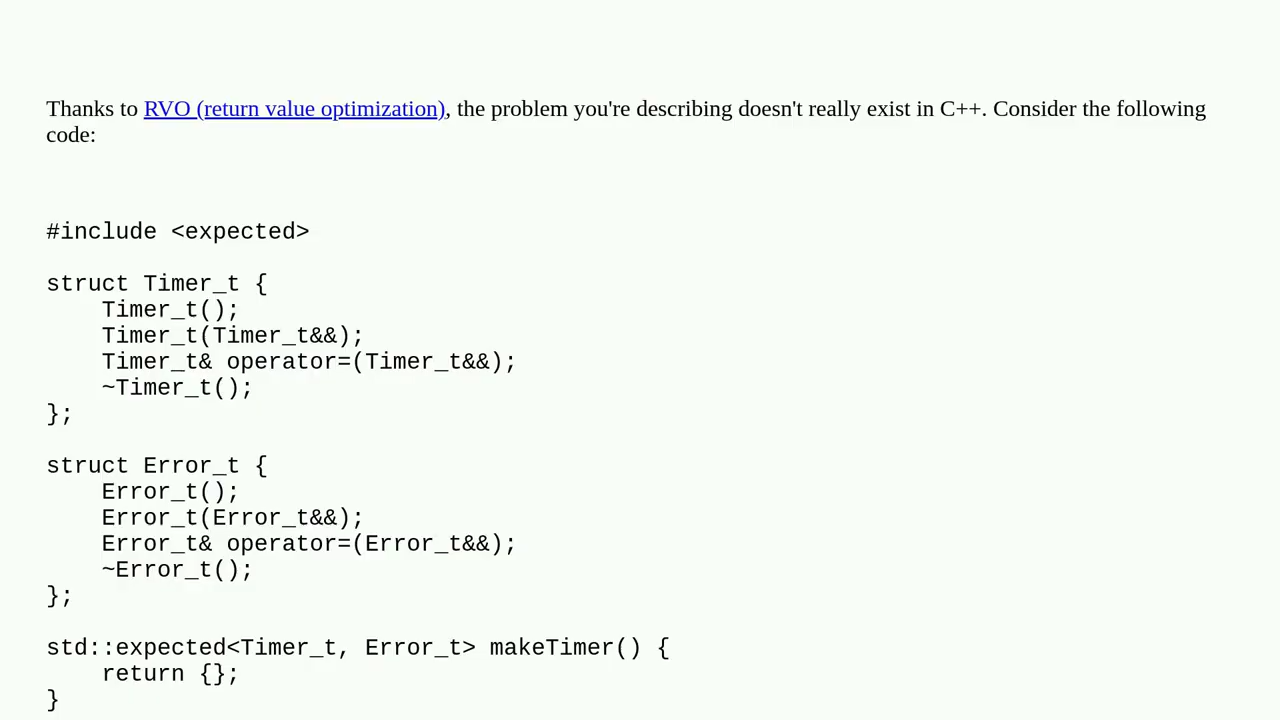 Thanks to RVO (return value optimization), the problem you're describing doesn't really exist in C++. Consider the following
code:
#include <expected>
struct Timer_t {
    Timer_t();
    Timer_t(Timer_t&&);
    Timer_t& operator=(Timer_t&&);
    ~Timer_t();
};
struct Error_t {
    Error_t();
    Error_t(Error_t&&);
    Error_t& operator=(Error_t&&);
    ~Error_t();
};
std::expected<Timer_t, Error_t> makeTimer() {
    return {};
}